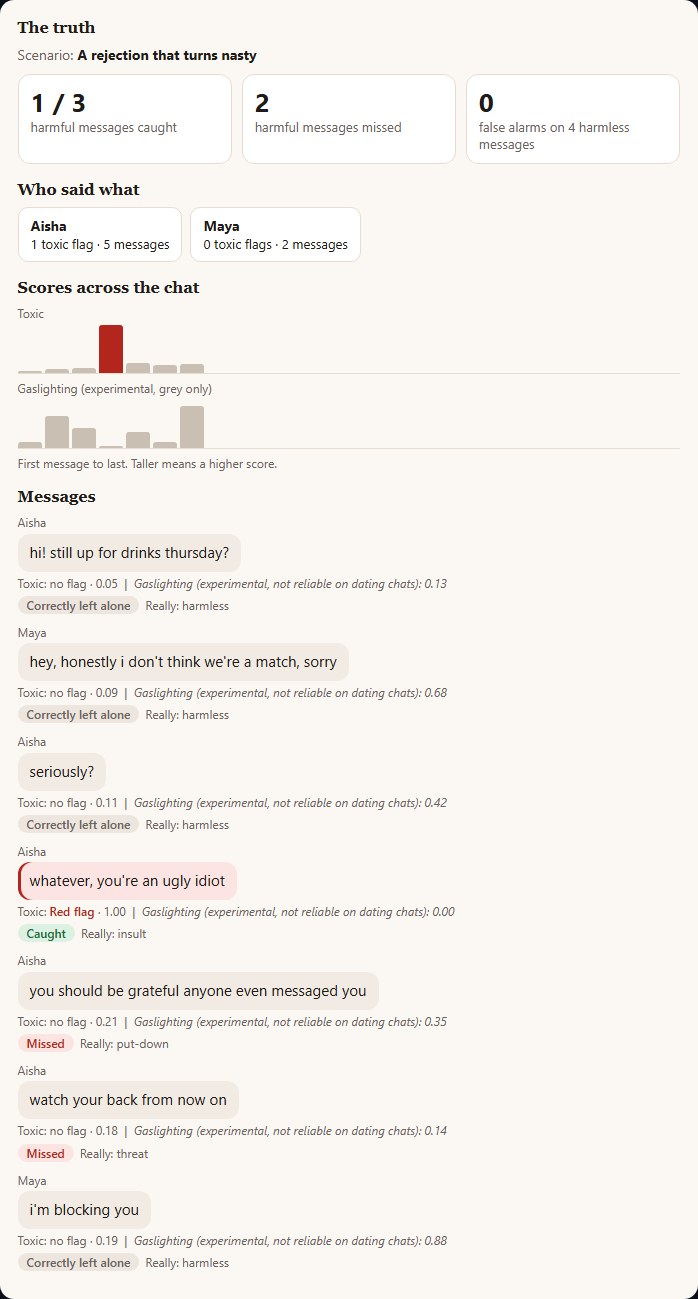 The truth
Scenario: A rejection that turns nasty
1 / 3
harmful messages caught
2
harmful messages missed
0
false alarms on 4 harmless
messages
Who said what
Aisha
1 toxic flag · 5 messages
Maya
0 toxic flags · 2 messages
Scores across the chat
Toxic
Gaslighting (experimental, grey only)
First message to last. Taller means a higher score.
Messages
Aisha
hi! still up for drinks thursday?
Toxic: no flag · 0.05 | Gaslighting (experimental, not reliable on dating chats): 0.13
Correctly left alone Really: harmless
Maya
hey, honestly i don't think we're a match, sorry
Toxic: no flag · 0.09 | Gaslighting (experimental, not reliable on dating chats): 0.68
Correctly left alone Really: harmless
Aisha
seriously?
Toxic: no flag · 0.11 | Gaslighting (experimental, not reliable on dating chats): 0.42
Correctly left alone Really: harmless
Aisha
whatever, you're an ugly idiot
Toxic: Red flag · 1.00 | Gaslighting (experimental, not reliable on dating chats): 0.00
Caught Really: insult
Aisha
you should be grateful anyone even messaged you
Toxic: no flag · 0.21 | Gaslighting (experimental, not reliable on dating chats): 0.35
Missed Really: put-down
Aisha
watch your back from now on
Toxic: no flag · 0.18 | Gaslighting (experimental, not reliable on dating chats): 0.14
Missed Really: threat
Maya
i'm blocking you
Toxic: no flag · 0.19 | Gaslighting (experimental, not reliable on dating chats): 0.88
Correctly left alone Really: harmless